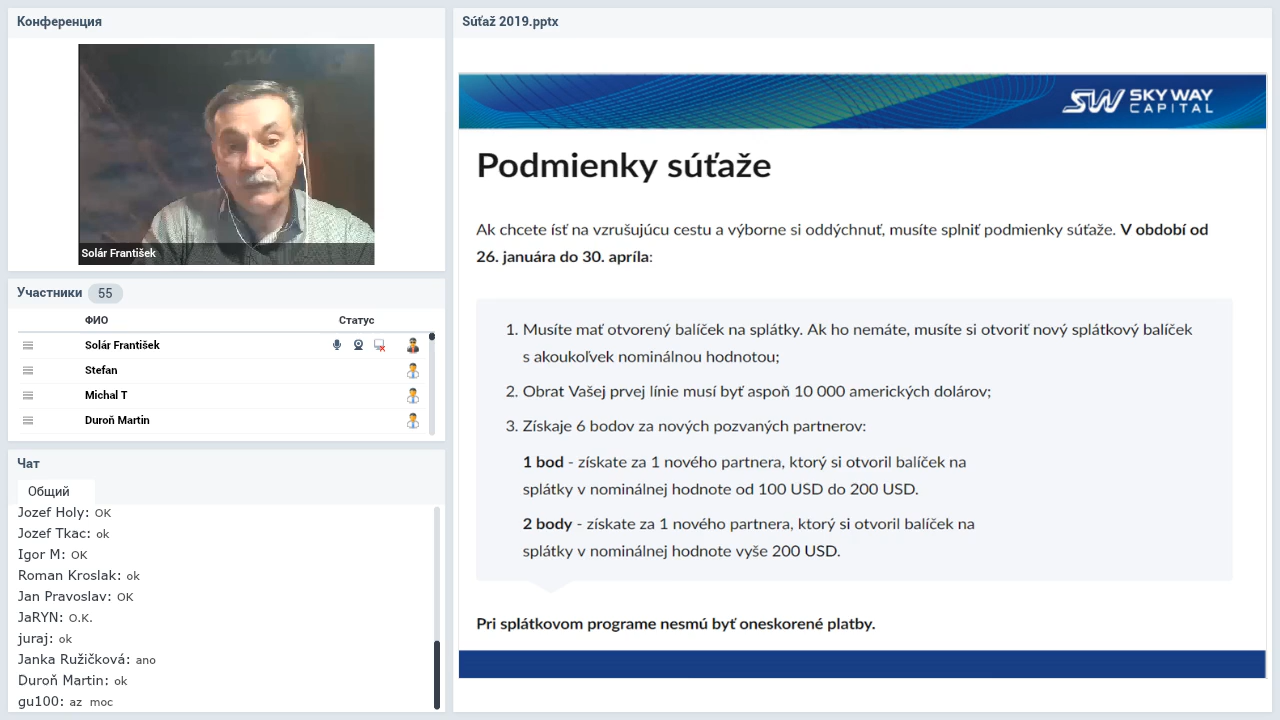 Конференция
Solár František
Участники 55
ФИО Статус
Solár František
Stefan
Michal T
Duroň Martin
Чат
Общий
Jozef Holy: OK
Jozef Tkac: ok
Igor M: OK
Roman Kroslak: ok
Jan Pravoslav: OK
JaRYN: O.K.
juraj: ok
Janka Ružičková: ano
Duroň Martin: ok
gu100: az moc
Súťaž 2019.pptx
SW SKY WAY
CAPITAL
Podmienky súťaže
Ak chcete ísť na vzrušujúcu cestu a výborne si oddýchnuť, musíte splniť podmienky súťaže. V období od
26. januára do 30. apríla:
1. Musíte mať otvorený balíček na splátky. Ak ho nemáte, musíte si otvoriť nový splátkový balíček
s akoukoľvek nominálnou hodnotou;
2. Obrat Vašej prvej línie musí byť aspoň 10 000 amerických dolárov;
3. Získaje 6 bodov za nových pozvaných partnerov:
1 bod - získate za 1 nového partnera, ktorý si otvoril balíček na
splátky v nominálnej hodnote od 100 USD do 200 USD.
2 body - získate za 1 nového partnera, ktorý si otvoril balíček na
splátky v nominálnej hodnote vyše 200 USD.
Pri splátkovom programe nesmú byť oneskorené platby.